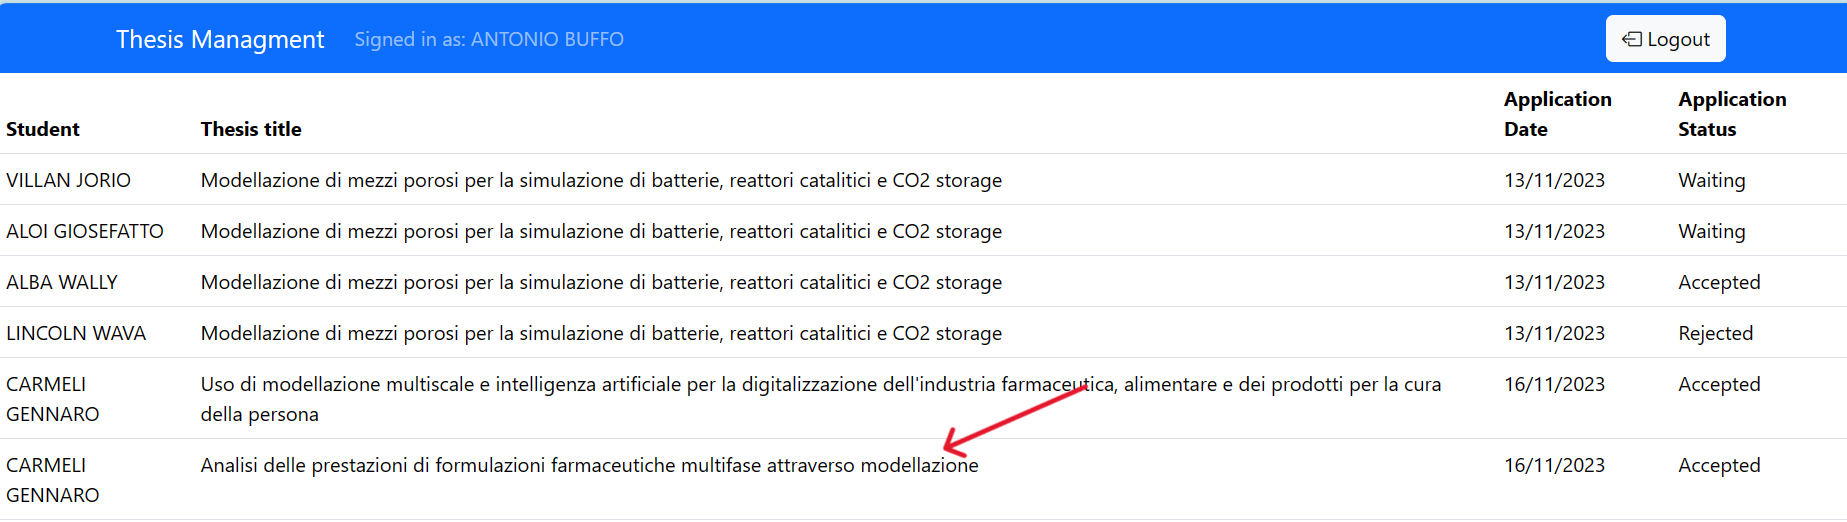 Thesis Managment Signed in as: ANTONIO BUFFO Logout
Student Thesis title Application Date Application Status
VILLAN JORIO Modellazione di mezzi porosi per la simulazione di batterie, reattori catalitici e CO2 storage 13/11/2023 Waiting
ALOI GIOSEFATTO Modellazione di mezzi porosi per la simulazione di batterie, reattori catalitici e CO2 storage 13/11/2023 Waiting
ALBA WALLY Modellazione di mezzi porosi per la simulazione di batterie, reattori catalitici e CO2 storage 13/11/2023 Accepted
LINCOLN WAVA Modellazione di mezzi porosi per la simulazione di batterie, reattori catalitici e CO2 storage 13/11/2023 Rejected
CARMELI GENNARO Uso di modellazione multiscale e intelligenza artificiale per la digitalizzazione dell'industria farmaceutica, alimentare e dei prodotti per la cura della persona 16/11/2023 Accepted
CARMELI GENNARO Analisi delle prestazioni di formulazioni farmaceutiche multifase attraverso modellazione 16/11/2023 Accepted